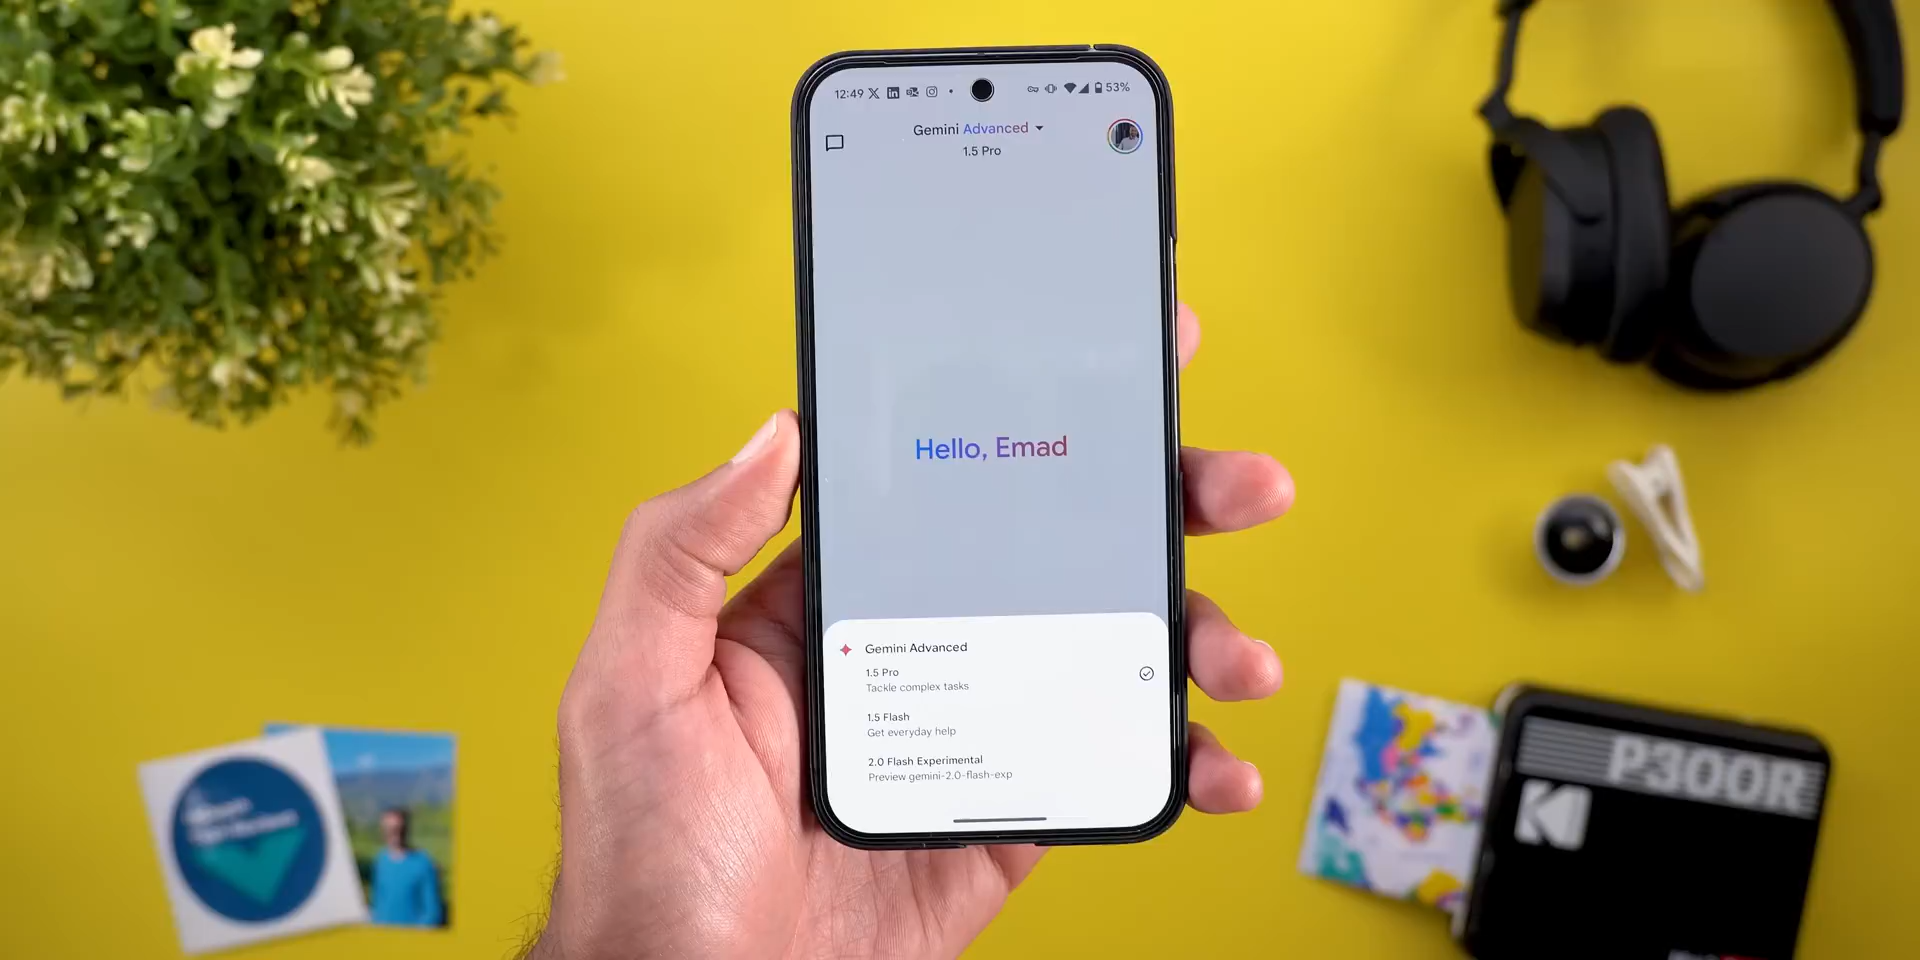 12:49
53%
Gemini Advanced
1.5 Pro
Hello, Emad
Gemini Advanced
1.5 Pro
Tackle complex tasks
1.5 Flash
Get everyday help
2.0 Flash Experimental
Preview gemini-2.0-flash-exp
P300R